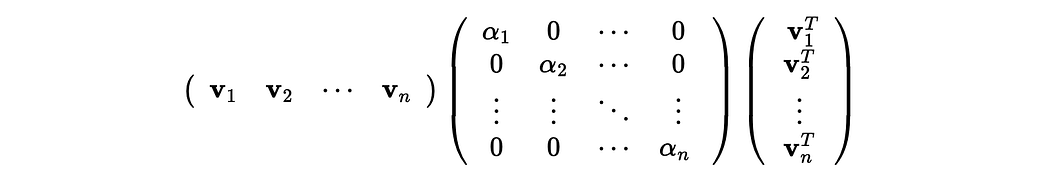 ( v₁ v₂ ⋯ vₙ ) ( α₁ 0 ⋯ 0 ) ( v₁ᵀ )
( 0 α₂ ⋯ 0 ) ( v₂ᵀ )
( ⋮ ⋮ ⋱ ⋮ ) ( ⋮ )
( 0 0 ⋯ αₙ ) ( vₙᵀ )